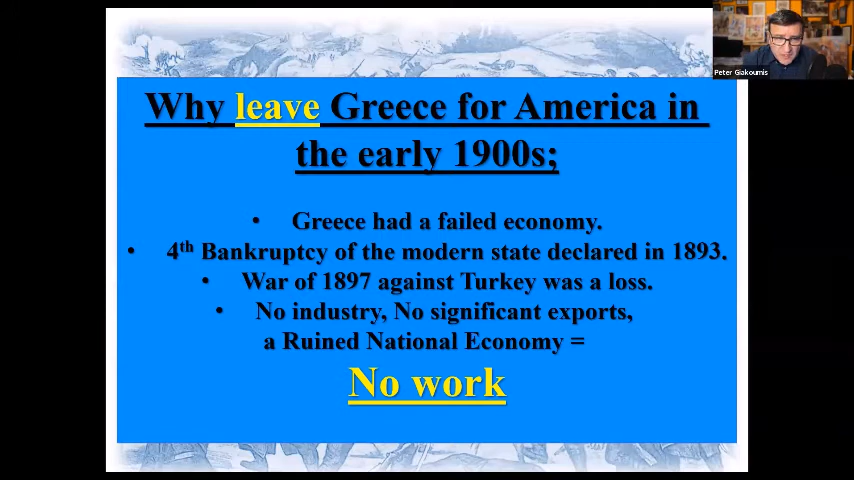 Peter Giakoumis
Why leave Greece for America in
the early 1900s;
• Greece had a failed economy.
• 4th Bankruptcy of the modern state declared in 1893.
• War of 1897 against Turkey was a loss.
• No industry, No significant exports,
a Ruined National Economy =
No work